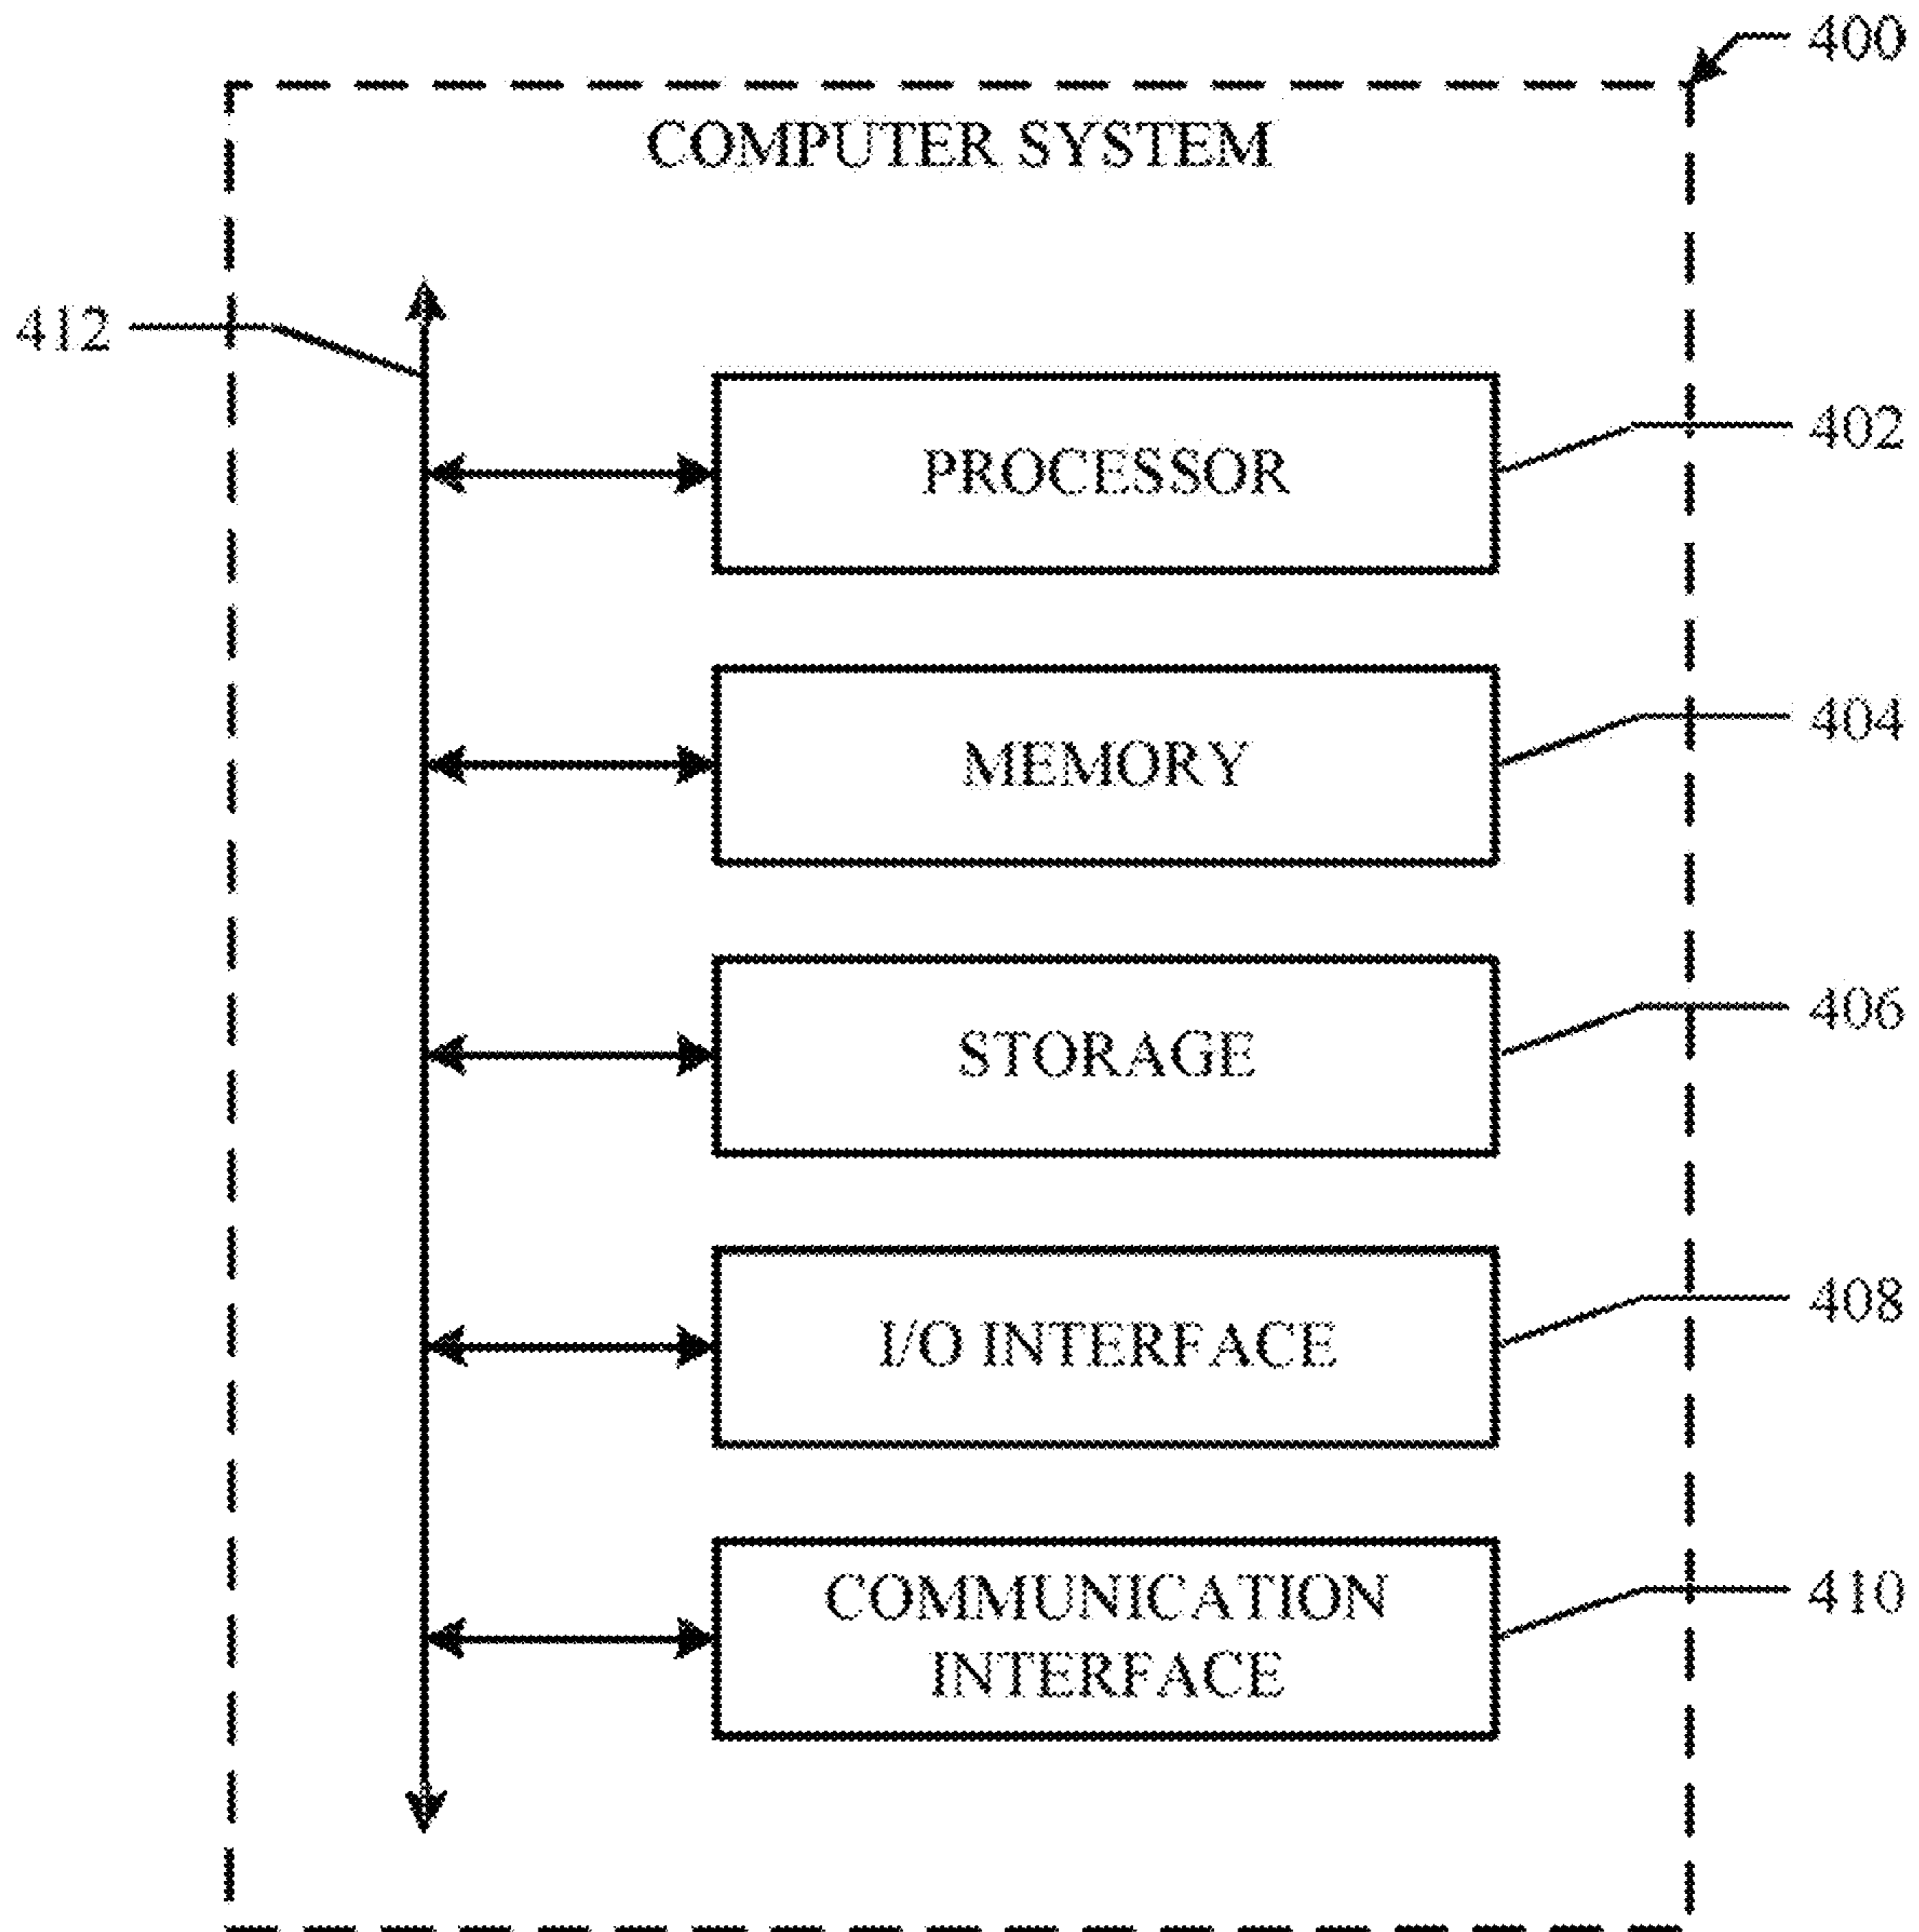 400
COMPUTER SYSTEM
412
PROCESSOR
402
MEMORY
404
STORAGE
406
I/O INTERFACE
408
COMMUNICATION
INTERFACE
410